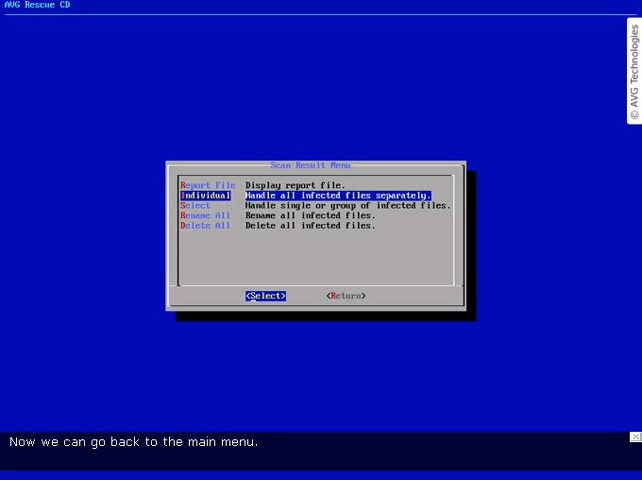 AVG Rescue CD
© AVG Technologies
Scan Result Menu
Report File Display report file.
Individual Handle all infected files separately.
Select Handle single or group of infected files.
Rename All Rename all infected files.
Delete All Delete all infected files.
<Select> <Return>
Now we can go back to the main menu.